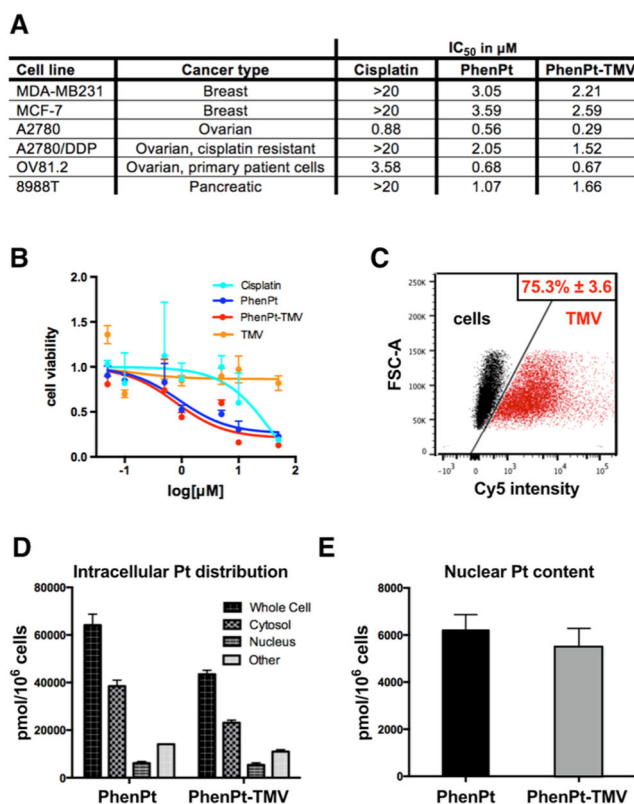 A
IC50 in µM
Cell line Cancer type Cisplatin PhenPt PhenPt-TMV
MDA-MB231 Breast >20 3.05 2.21
MCF-7 Breast >20 3.59 2.59
A2780 Ovarian 0.88 0.56 0.29
A2780/DDP Ovarian, cisplatin resistant >20 2.05 1.52
OV81.2 Ovarian, primary patient cells 3.58 0.68 0.67
8988T Pancreatic >20 1.07 1.66
B
2.0
1.5
1.0
0.5
0.0
cell viability
Cisplatin
PhenPt
PhenPt-TMV
TMV
-1 0 1 2
log[µM]
C
75.3% ± 3.6
cells TMV
250K
200K
150K
100K
50K
0
FSC-A
-10³ 0 10³ 10⁴ 10⁵
Cy5 intensity
D
Intracellular Pt distribution
80000
60000
40000
20000
0
pmol/10⁶ cells
Whole Cell
Cytosol
Nucleus
Other
PhenPt PhenPt-TMV
E
Nuclear Pt content
8000
6000
4000
2000
0
pmol/10⁶ cells
PhenPt PhenPt-TMV